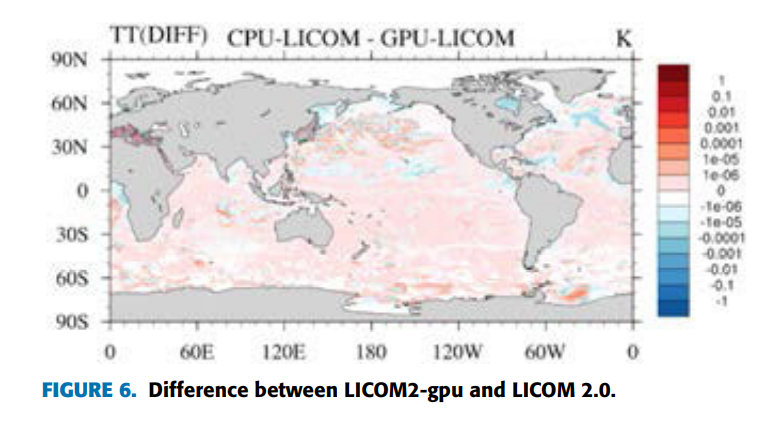 TT(DIFF) CPU-LICOM - GPU-LICOM K
90N
60N
30N
0
30S
60S
90S
0 60E 120E 180 120W 60W 0
1
0.1
0.01
0.001
0.0001
1e-05
1e-06
0
-1e-06
-1e-05
-0.0001
-0.001
-0.01
-0.1
-1
FIGURE 6. Difference between LICOM2-gpu and LICOM 2.0.